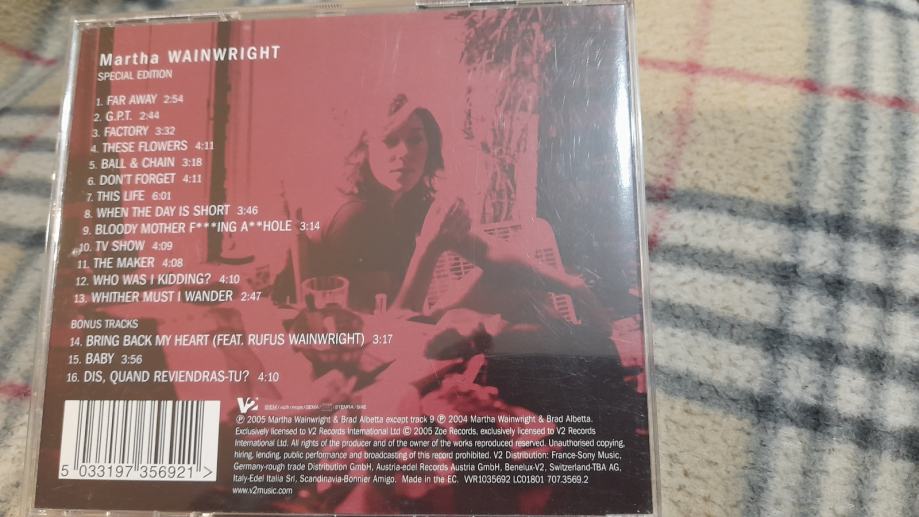 Martha WAINWRIGHT
SPECIAL EDITION
1. FAR AWAY 2:54
2. G.P.T. 2:44
3. FACTORY 3:32
4. THESE FLOWERS 4:11
5. BALL & CHAIN 3:18
6. DON'T FORGET 4:11
7. THIS LIFE 6:01
8. WHEN THE DAY IS SHORT 3:46
9. BLOODY MOTHER F***ING A**HOLE 3:14
10. TV SHOW 4:09
11. THE MAKER 4:08
12. WHO WAS I KIDDING? 4:10
13. WHITHER MUST I WANDER 2:47
BONUS TRACKS
14. BRING BACK MY HEART (FEAT. RUFUS WAINWRIGHT) 3:17
15. BABY 3:56
16. DIS, QUAND REVIENDRAS-TU? 4:10
V2
℗ 2005 Martha Wainwright & Brad Albetta except track 9 ℗ 2004 Martha Wainwright & Brad Albetta.
Exclusively licensed to V2 Records International Ltd © 2005 Zoe Records, exclusively licensed to V2 Records
International Ltd. All rights of the producer and of the owner of the works reproduced reserved. Unauthorised copying,
hiring, lending, public performance and broadcasting of this record prohibited. V2 Distribution: France-Sony Music,
Germany-rough trade Distribution GmbH, Austria-edel Records Austria GmbH, Benelux-V2, Switzerland-TBA AG,
Italy-Edel Italia Srl, Scandinavia-Bonnier Amigo. Made in the EC. VVR1035692 LC01801 707.3569.2
www.v2music.com
5 033197 356921 >